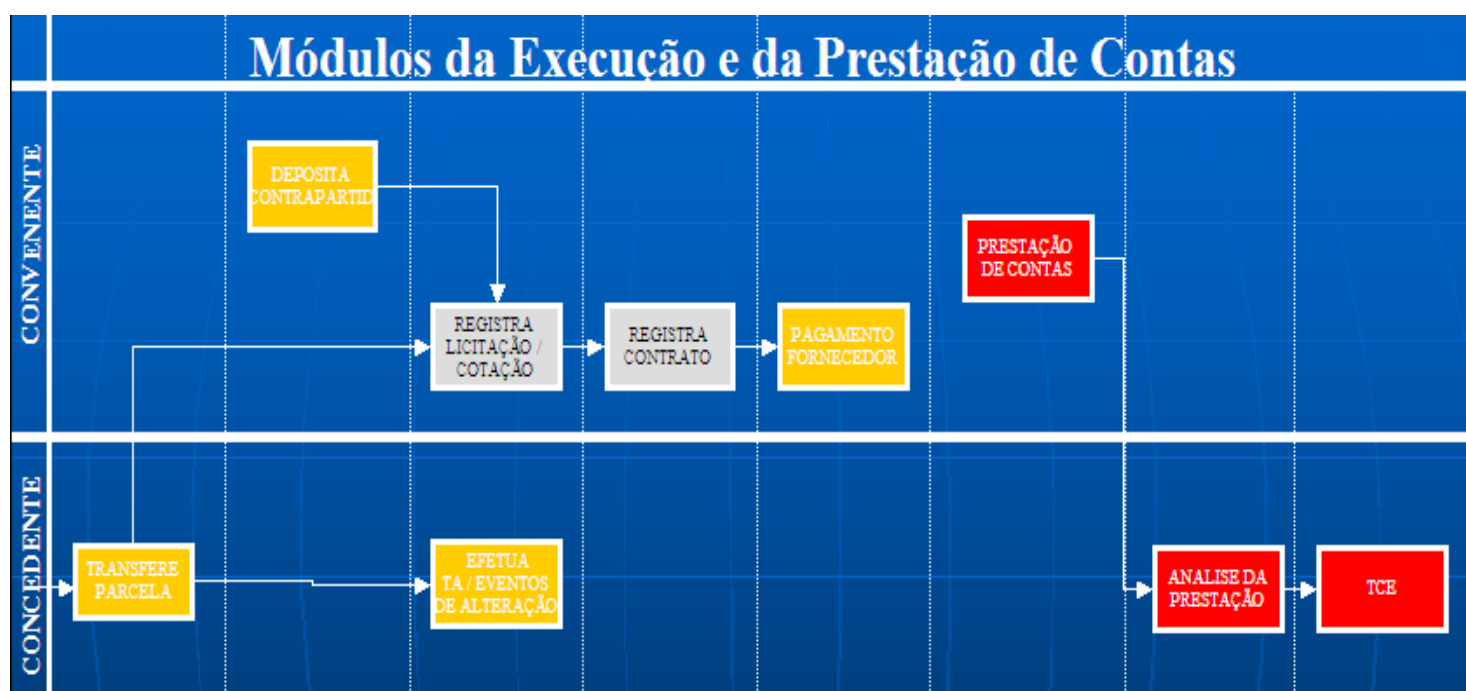 Módulos da Execução e da Prestação de Contas
CONVENENTE
DEPOSITA
CONTRAPARTID
REGISTRA
LICITAÇÃO /
COTAÇÃO
REGISTRA
CONTRATO
PAGAMENTO
FORNECEDOR
PRESTAÇÃO
DE CONTAS
CONCEDENTE
TRANSFERE
PARCELA
EFETUA
TA / EVENTOS
DE ALTERAÇÃO
ANALISE DA
PRESTAÇÃO
TCE